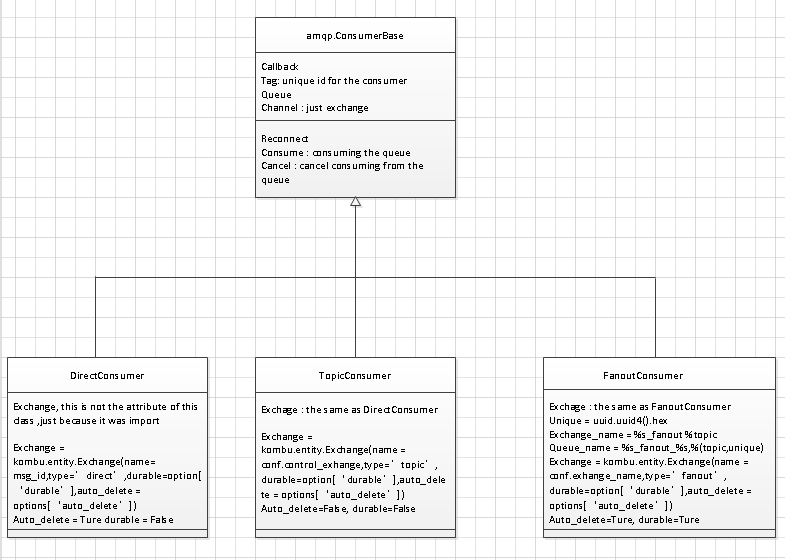 amqp.ConsumerBase
Callback
Tag: unique id for the consumer
Queue
Channel : just exchange
Reconnect
Consume : consuming the queue
Cancel : cancel consuming from the
queue
DirectConsumer
Exchange, this is not the attribute of this
class ,just because it was import
Exchange =
kombu.entity.Exchange(name=
msg_id,type=’ direct’ ,durable=option[
‘durable’ ],auto_delete =
options[ ‘auto_delete’ ])
Auto_delete = Ture durable = False
TopicConsumer
Exchage : the same as DirectConsumer
Exchange =
kombu.entity.Exchange(name =
conf.control_exhange,type=’ topic’ ,
durable=option[ ‘durable’ ],auto_dele
te = options[ ‘auto_delete’ ])
Auto_delete=False, durable=False
FanoutConsumer
Exchage : the same as FanoutConsumer
Unique = uuid.uuid4().hex
Exchange_name =%s_fanout %topic
Queue_name = %s_fanout_%s,%(topic,unique)
Exchange = kombu.entity.Exchange(name =
conf.exhange_name,type=’ fanout’ ,
durable=option[ ‘durable’ ],auto_delete =
options[ ‘auto_delete’ ])
Auto_delete=Ture, durable=Ture